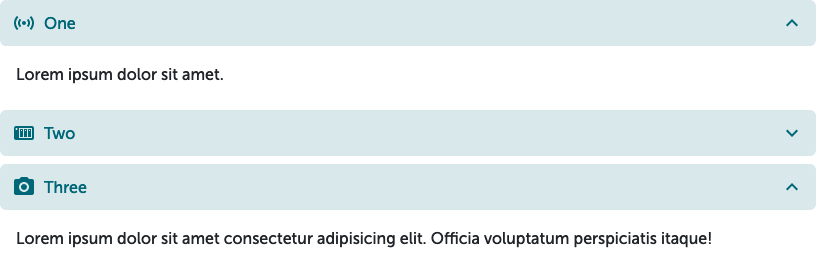 One
Lorem ipsum dolor sit amet.
Two
Three
Lorem ipsum dolor sit amet consectetur adipisicing elit. Officia voluptatum perspiciatis itaque!